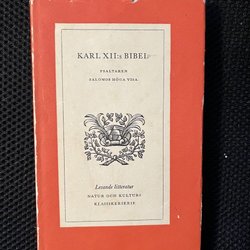 KARL XII:s BIBEL
PSALTAREN
SALOMOS HÖGA VISA
Levande litteratur
NATUR OCH KULTURS
KLASSIKERSERIE